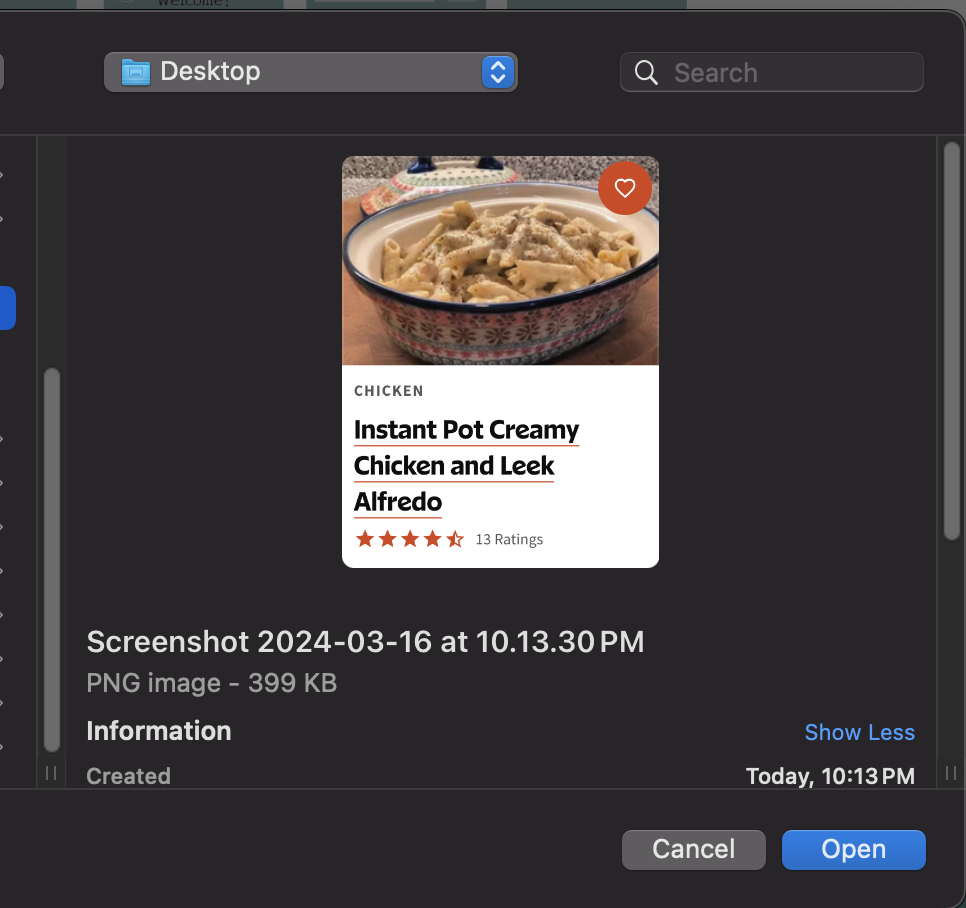 Welcome!
Desktop
Search
CHICKEN
Instant Pot Creamy
Chicken and Leek
Alfredo
13 Ratings
Screenshot 2024-03-16 at 10.13.30 PM
PNG image - 399 KB
Information
Show Less
Created
Today, 10:13 PM
Cancel
Open